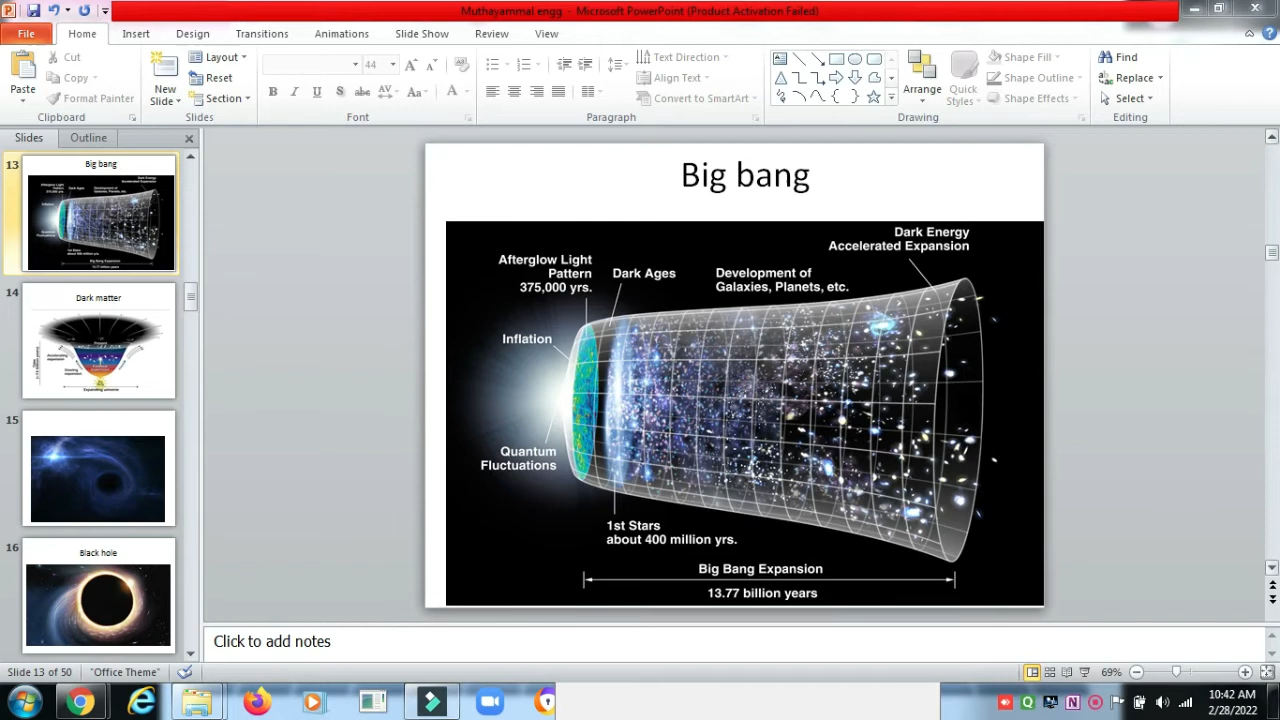 Muthayammal engg - Microsoft PowerPoint (Product Activation Failed)
File Home Insert Design Transitions Animations Slide Show Review View
Paste
Cut
Copy
Format Painter
Clipboard
New Slide
Layout
Reset
Section
Slides
44
Font
Text Direction
Align Text
Convert to SmartArt
Paragraph
Arrange
Quick Styles
Shape Fill
Shape Outline
Shape Effects
Drawing
Find
Replace
Select
Editing
Slides Outline
13
Big bang
14
Dark matter
15
16
Black hole
Big bang
Dark Energy
Accelerated Expansion
Afterglow Light
Pattern
375,000 yrs.
Dark Ages
Development of
Galaxies, Planets, etc.
Inflation
Quantum
Fluctuations
1st Stars
about 400 million yrs.
Big Bang Expansion
13.77 billion years
Click to add notes
Slide 13 of 50 "Office Theme" 69%
10:42 AM
2/28/2022